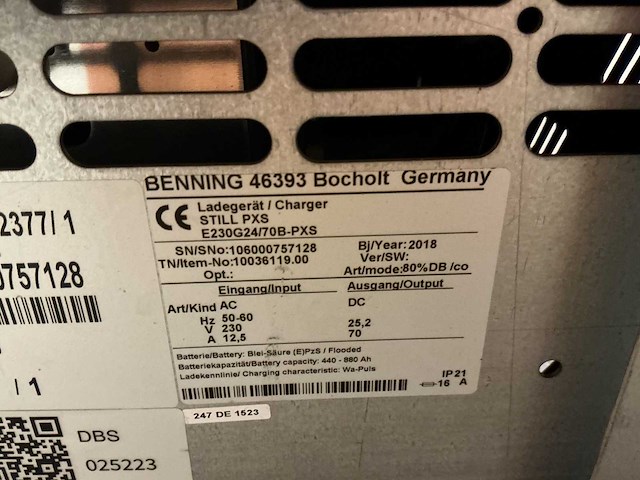 BENNING 46393 Bocholt Germany
CE Ladegerät / Charger
STILL PXS
E230G24/70B-PXS
SN/SNo:106000757128 Bj/Year: 2018
TN/Item-No:10036119.00 Ver/SW:
Opt.: Art/mode:80%DB /co
Eingang/Input Ausgang/Output
Art/Kind AC DC
Hz 50-60
V 230 25,2
A 12,5 70
Batterie/Battery: Blei-Säure (E)PzS / Flooded
Batteriekapazität/Battery capacity: 440 - 880 Ah
Ladekennlinie/ Charging characteristic: Wa-Puls
IP21
16 A
247 DE 1523
2377/ 1
0757128
/ 1
DBS
025223